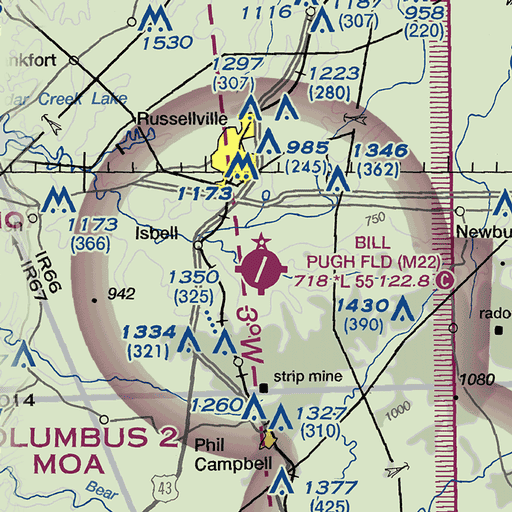 1116
1187
(307)
958
(220)
1530
nkfort
1297
(307)
1223
(280)
Creek Lake
Russellville
985
(245)
1346
(362)
1173
1173
(366)
750
Isbell
BILL
PUGH FLD (M22)
718 *L 55 122.8 C
Newbu
IR66
IR67
942
1350
(325)
3°W
1430
(390)
1334
(321)
rado
strip mine
1080
014
1260
1327
(310)
1000
OLUMBUS 2
MOA
Phil
Campbell
43
Bear
1377
(425)